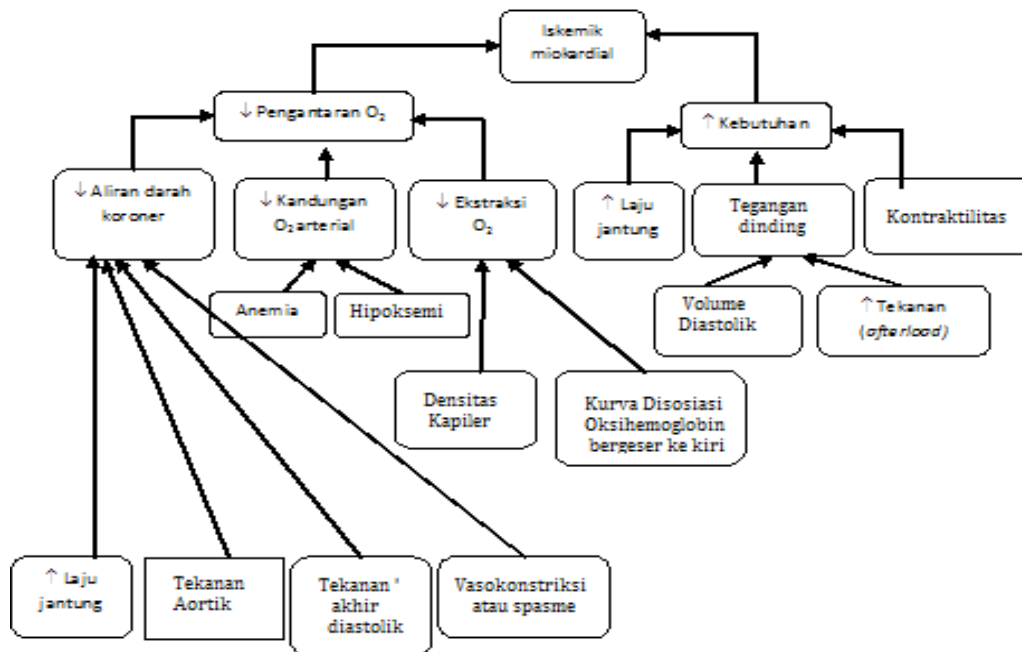 Iskemik
miokardial
↓ Pengantaran O₂
↑ Kebutuhan
↓ Aliran darah
koroner
↓ Kandungan
O₂ arterial
↓ Ekstraksi
O₂
↑ Laju
jantung
Tegangan
dinding
Kontraktilitas
Anemia
Hipoksemi
Volume
Diastolik
↑ Tekanan
(afterload)
Densitas
Kapiler
Kurva Disosiasi
Oksihemoglobin
bergeser ke kiri
↑ Laju
jantung
Tekanan
Aortik
Tekanan '
akhir
diastolik
Vasokonstriksi
atau spasme